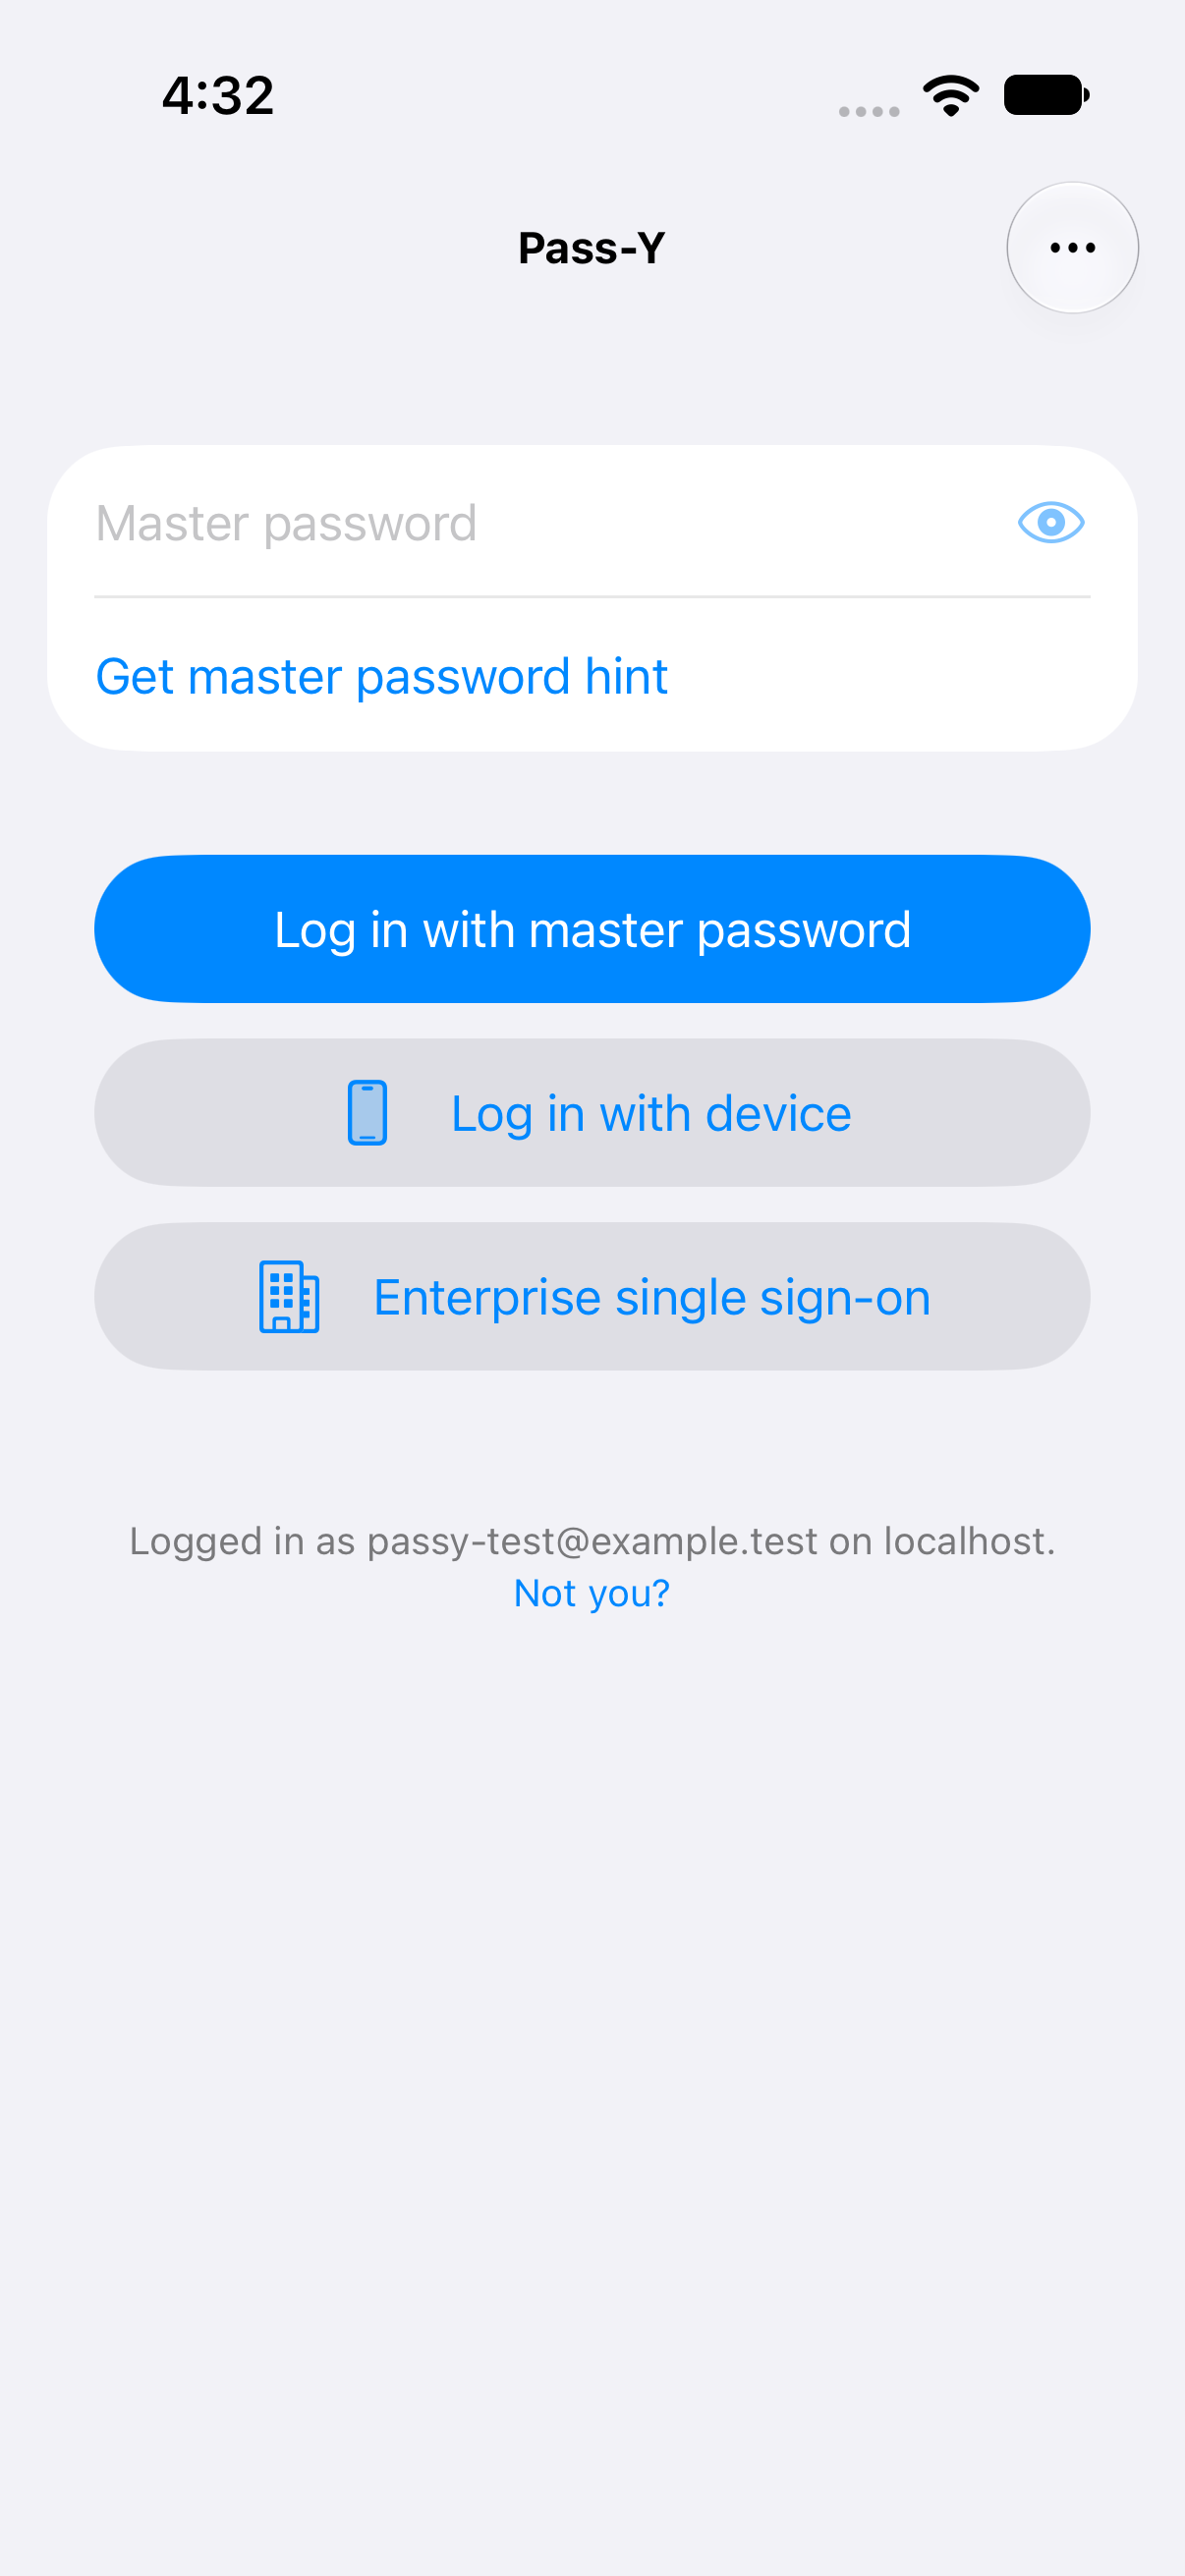 4:32
Pass-Y
Master password
Get master password hint
Log in with master password
Log in with device
Enterprise single sign-on
Logged in as passy-test@example.test on localhost.
Not you?